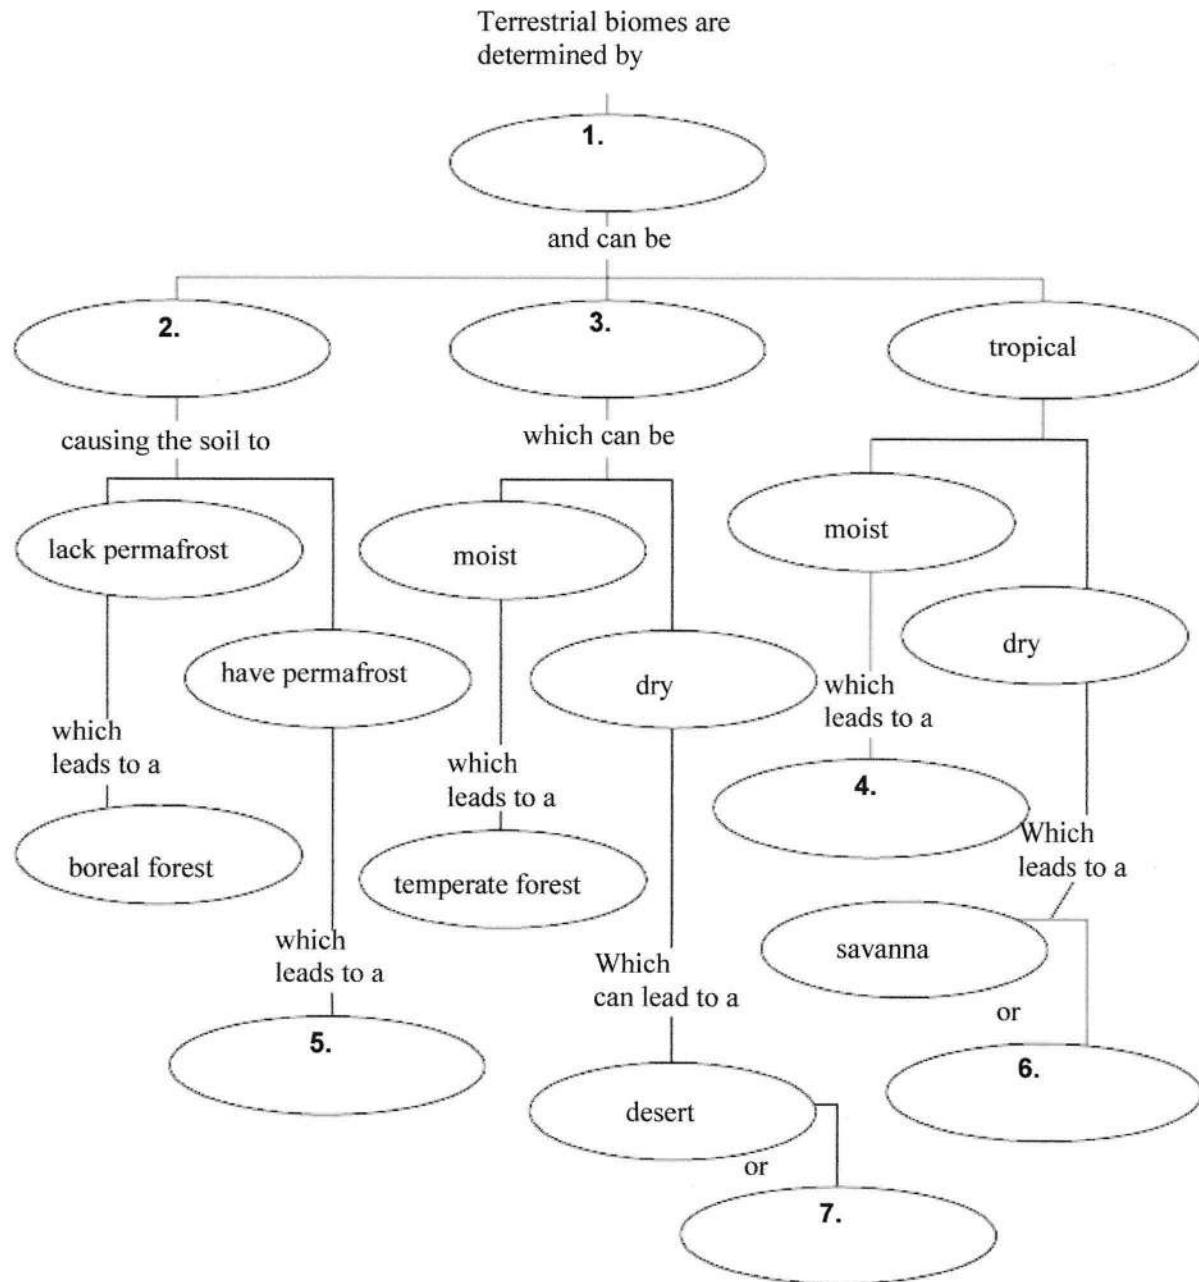 Terrestrial biomes are
determined by
1.
and can be
2.
3.
tropical
causing the soil to
which can be
lack permafrost
moist
moist
have permafrost
dry
dry
which
leads to a
which
leads to a
which
leads to a
4.
Which
leads to a
boreal forest
temperate forest
which
leads to a
Which
can lead to a
savanna
or
5.
6.
desert
or
7.